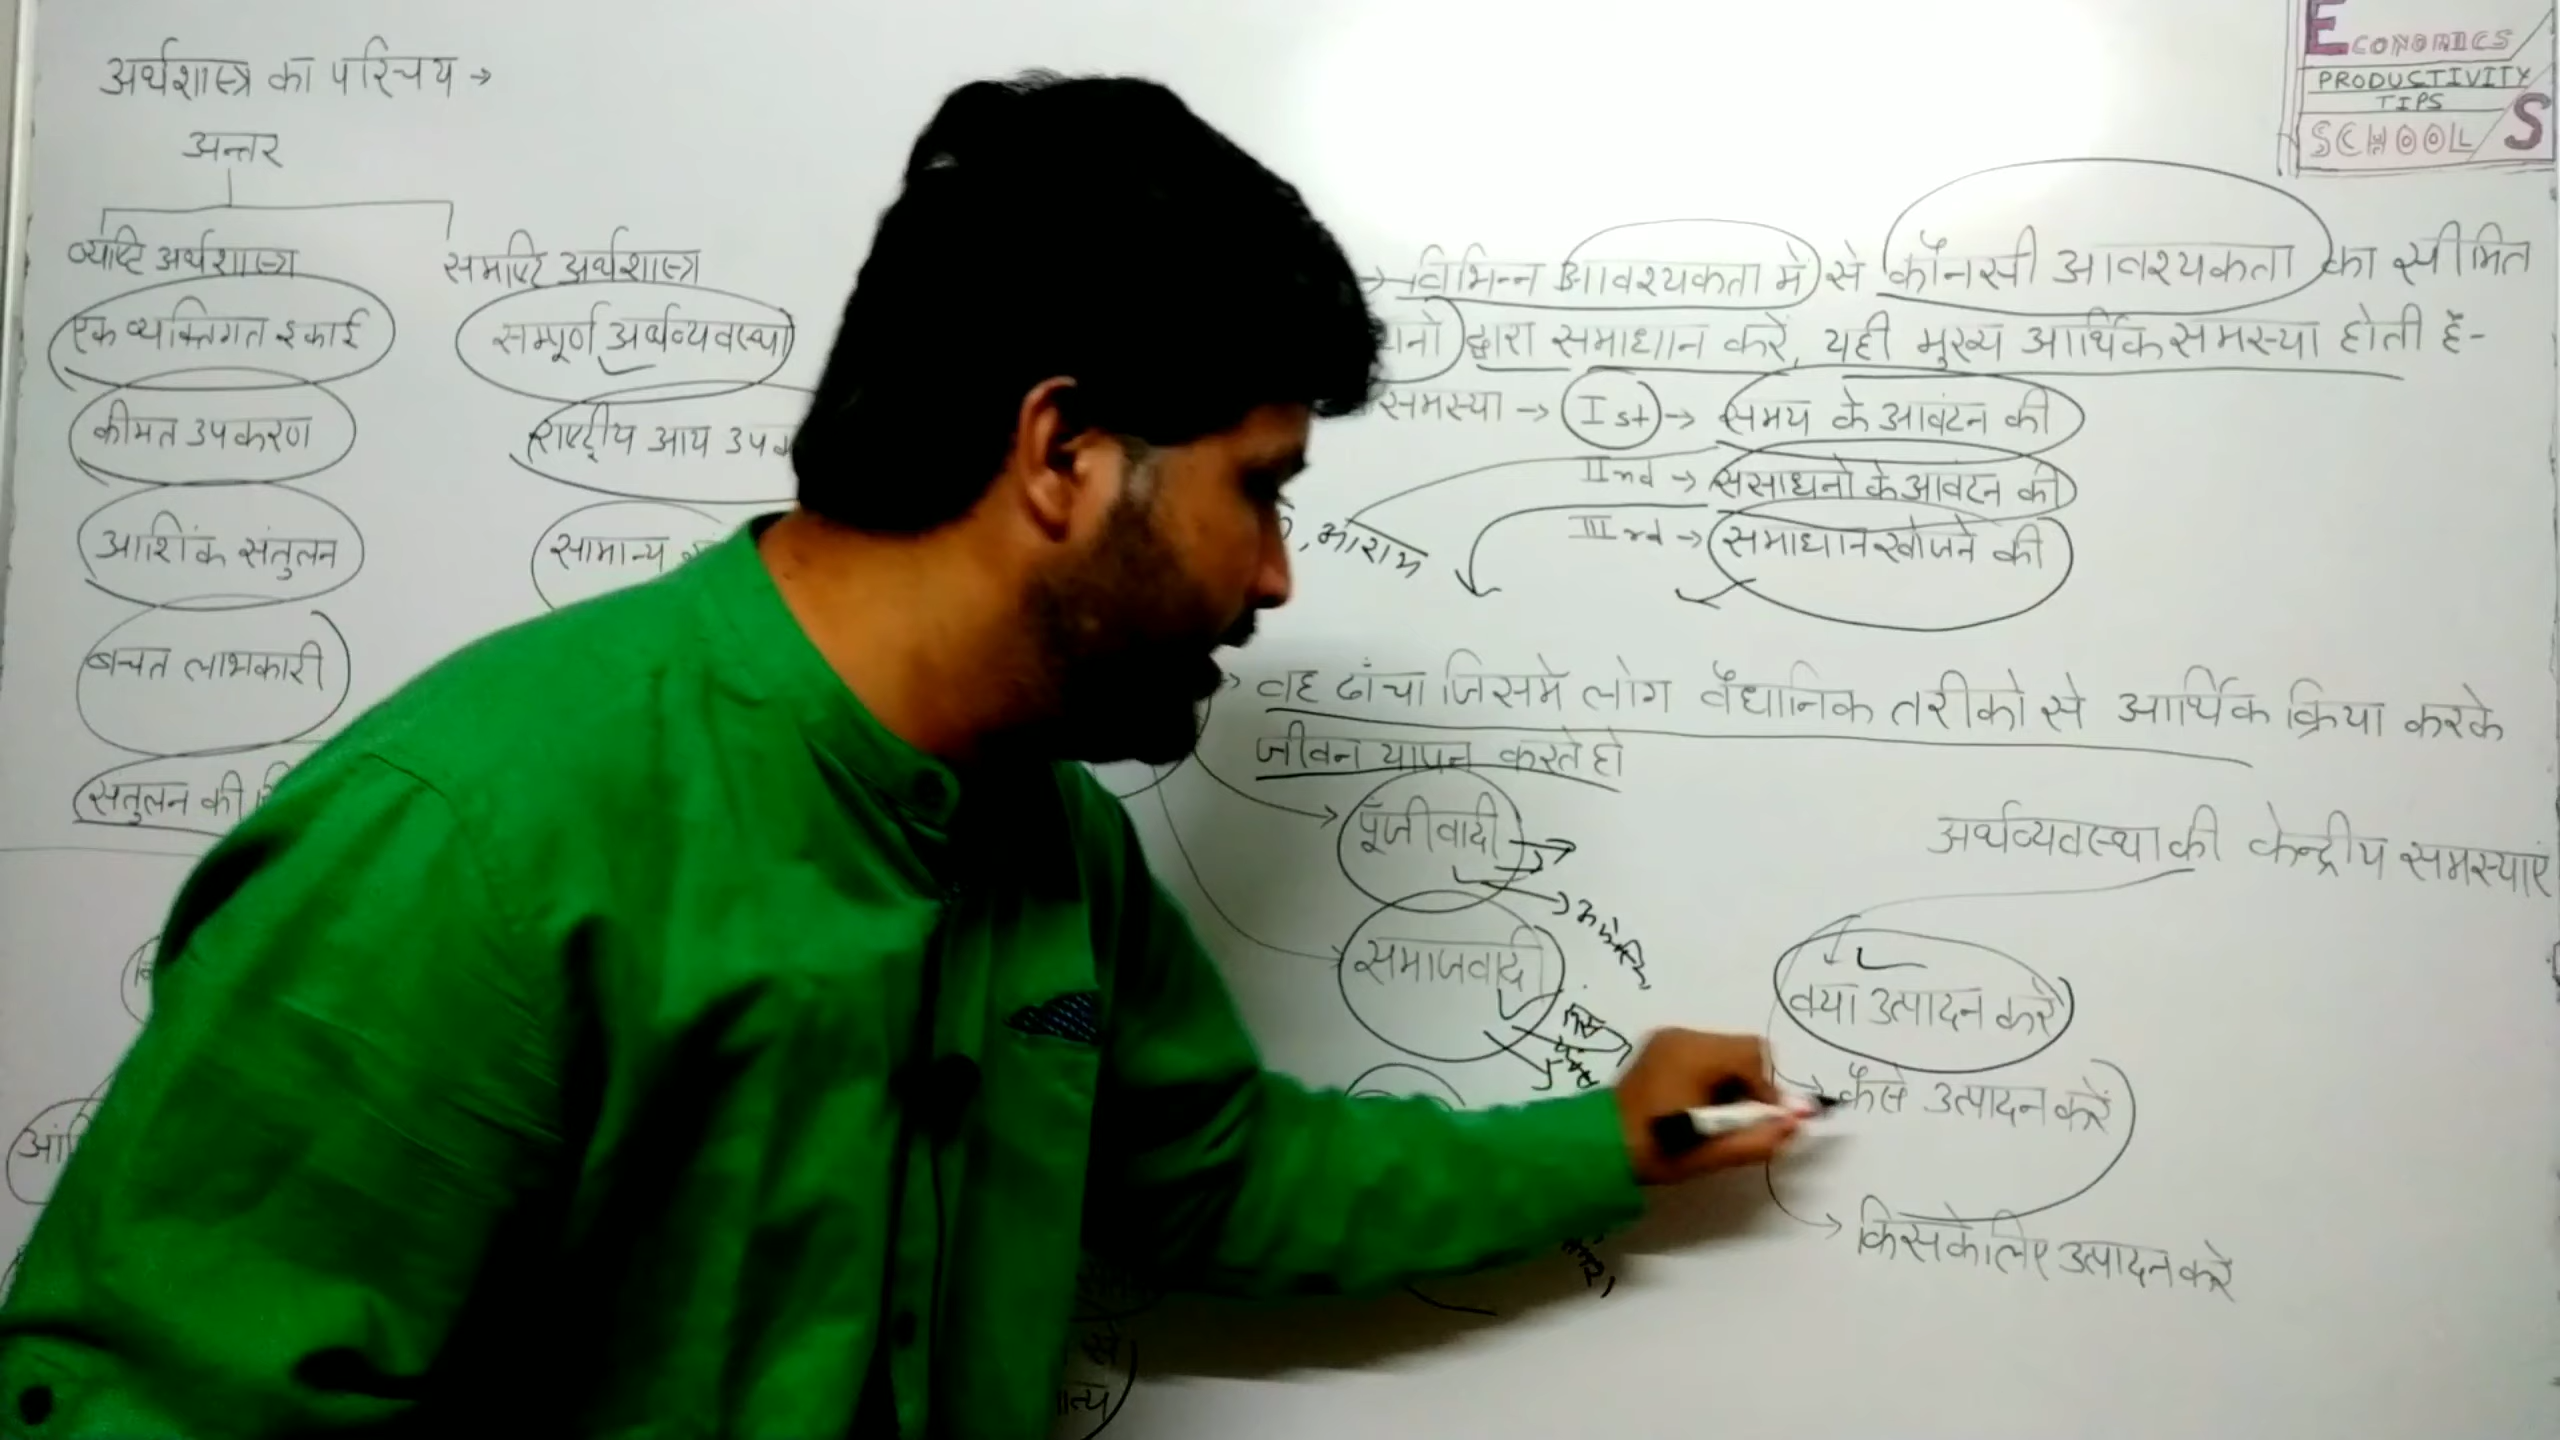 अर्थशास्त्र का परिचय →
अन्तर
व्यष्टि अर्थशास्त्र
समष्टि अर्थशास्त्र
एक व्यक्तिगत इकाई
सम्पूर्ण अर्थव्यवस्था
कीमत उपकरण
राष्ट्रीय आय
आशिंक संतुलन
सामान्य
बचत लाभकारी
सतुलन की
ECONOMICS
PRODUCTIVITY
TIPS
SCHOOL S
→ विभिन्न आवश्यकता में से कौनसी आवश्यकता का सीमित
द्वारा समाधान करें, यही मुख्य आर्थिक समस्या होती है-
समस्या → Ist → समय के आवंटन की
IInd → संसाधनो के आवंटन की
IIIrd → समाधान खोजने की
, आराम
→ वह ढांचा जिसमे लोग वैधानिक तरीको से आर्थिक क्रिया करके
जीवन यापन करते हो
पूँजीवादी
समाजवादी
अर्थव्यवस्था की केन्द्रीय समस्याएं
क्या उत्पादन करें
कैसे उत्पादन करें
किसके लिए उत्पादन करे